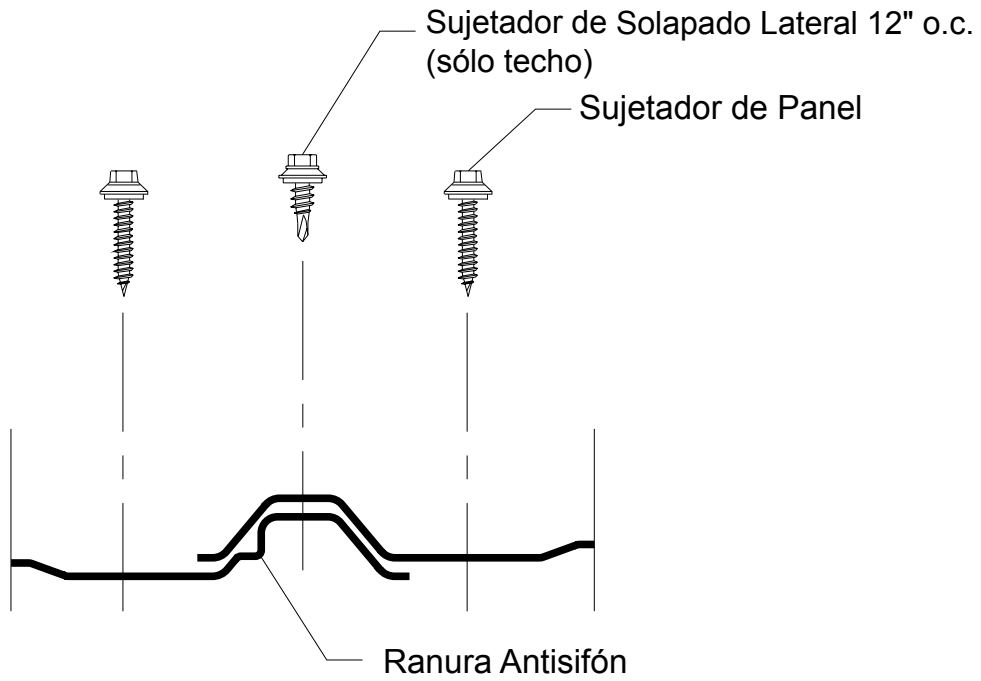 Sujetador de Solapado Lateral 12" o.c.
(sólo techo)
Sujetador de Panel
Ranura Antisifón